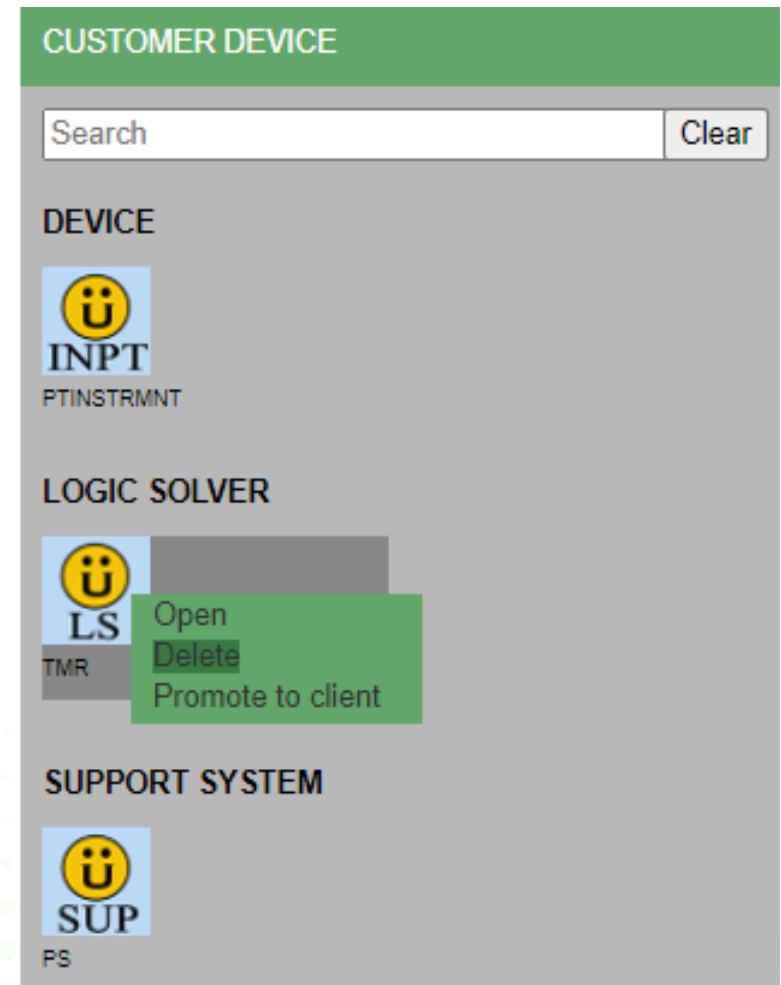 CUSTOMER DEVICE
Search Clear
DEVICE
Ü
INPT
PTINSTRMNT
LOGIC SOLVER
Ü
LS
TMR
Open
Delete
Promote to client
SUPPORT SYSTEM
Ü
SUP
PS